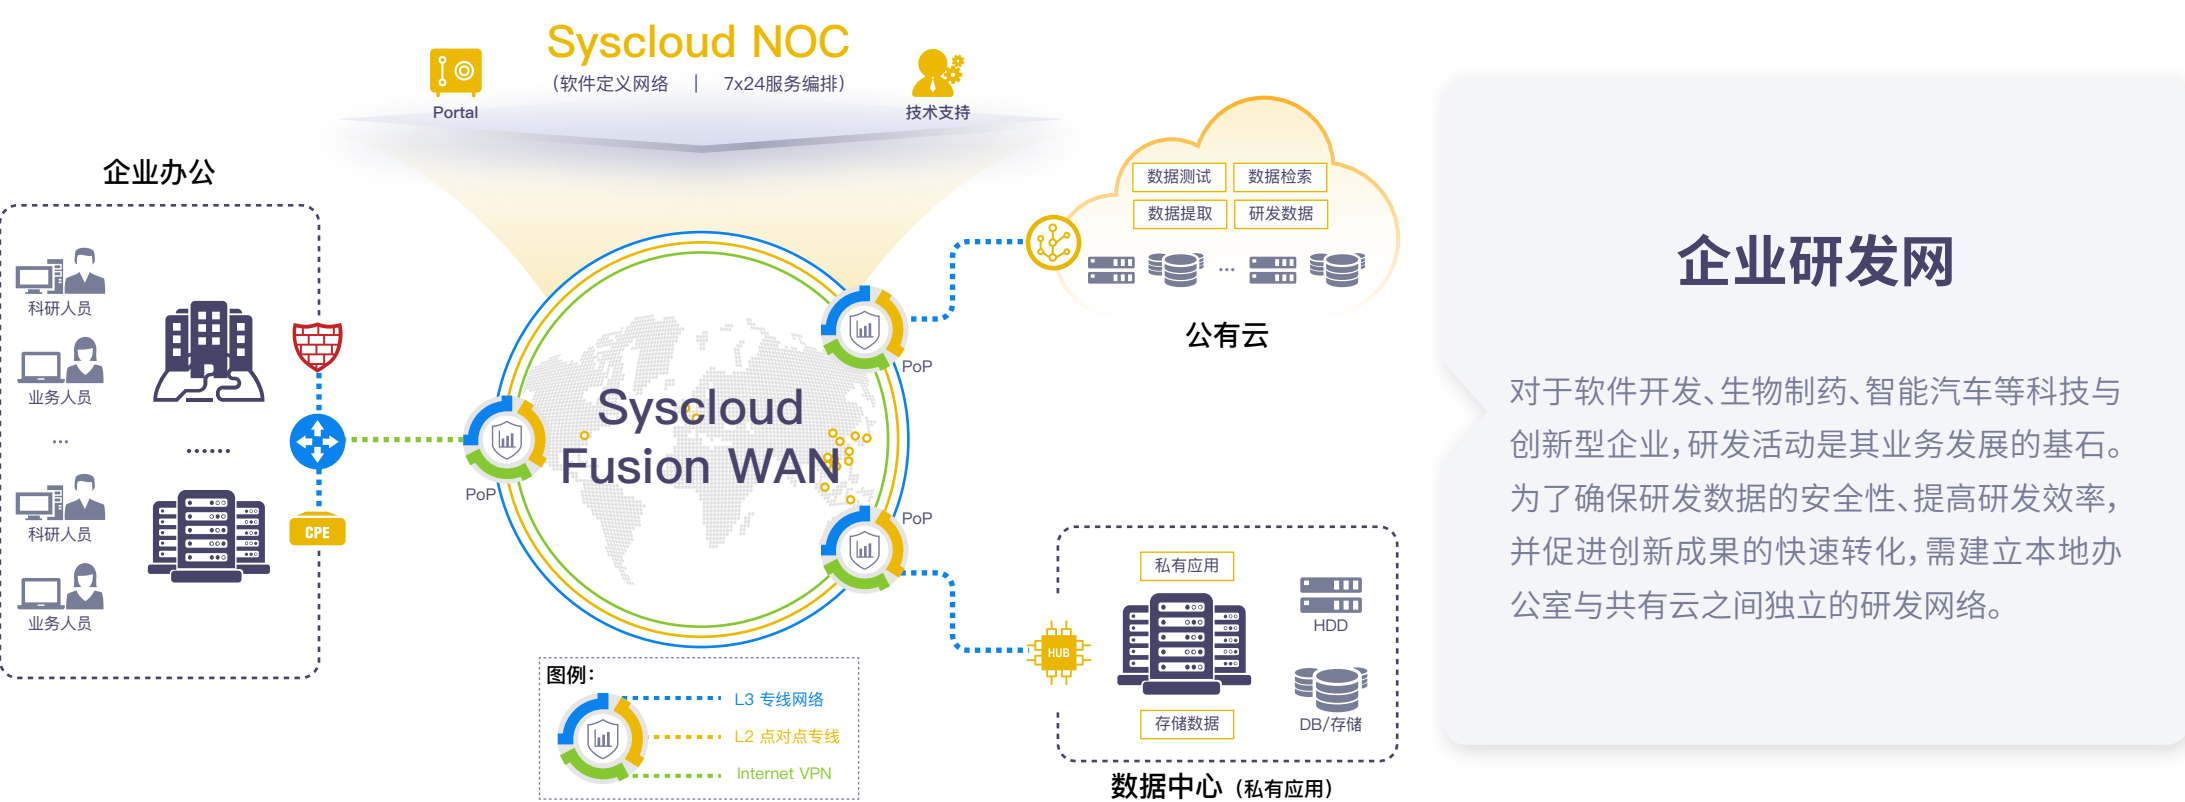 Syscloud NOC
（软件定义网络 | 7x24服务编排）
Portal
技术支持
企业办公
科研人员
业务人员
...
科研人员
业务人员
......
CPE
PoP
Syscloud
Fusion WAN
PoP
PoP
数据测试 数据检索
数据提取 研发数据
...
公有云
私有应用
HUB
HDD
存储数据
DB/存储
数据中心（私有应用）
图例：
L3 专线网络
L2 点对点专线
Internet VPN
企业研发网
对于软件开发、生物制药、智能汽车等科技与
创新型企业，研发活动是其业务发展的基石。
为了确保研发数据的安全性、提高研发效率，
并促进创新成果的快速转化，需建立本地办
公室与共有云之间独立的研发网络。